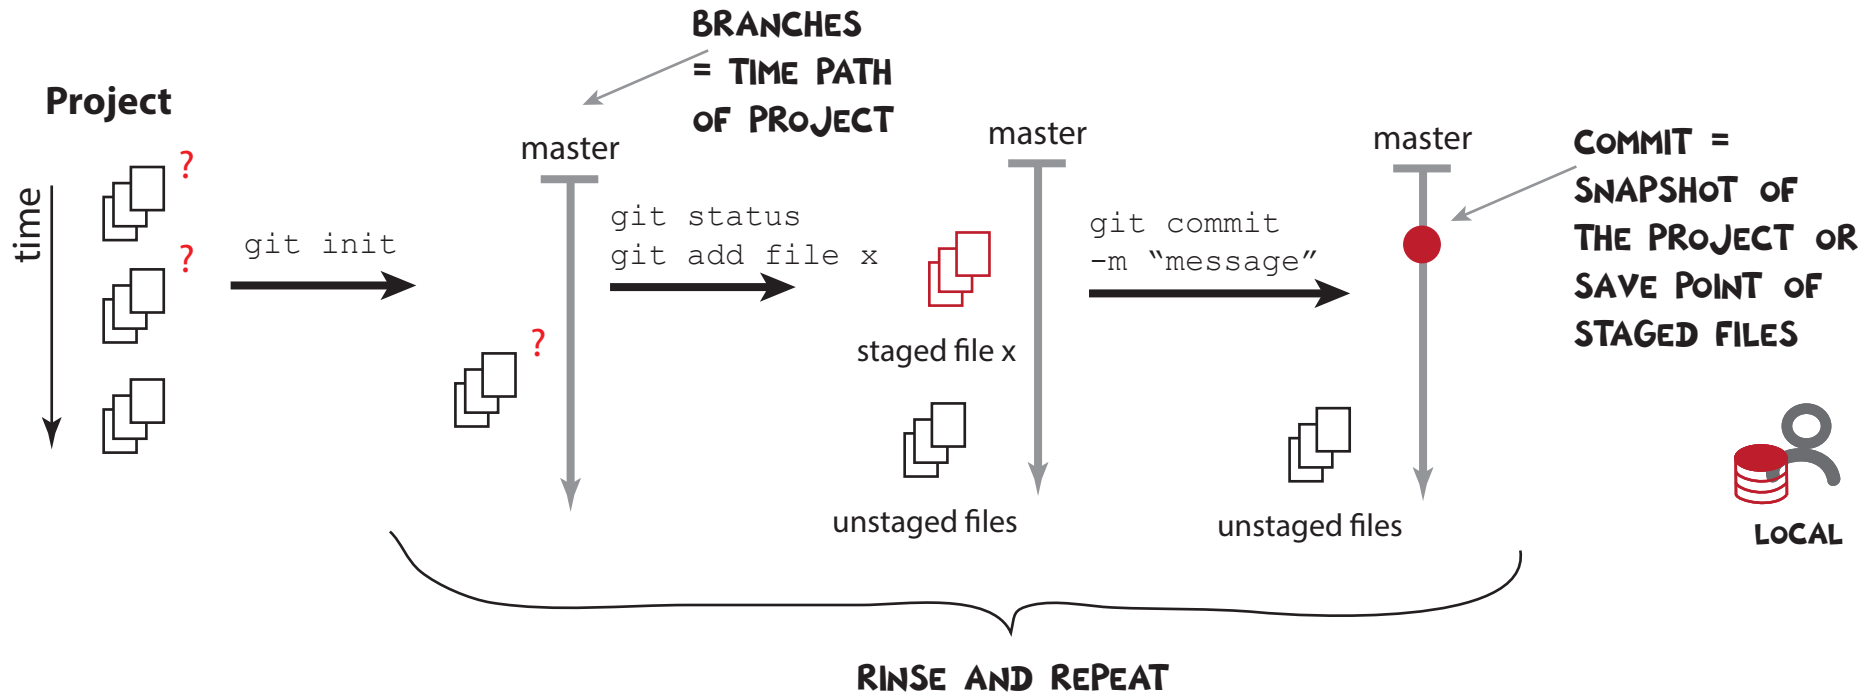 BRANCHES
= TIME PATH
OF PROJECT
Project
time
?
?
git init
master
?
git status
git add file x
master
staged file x
unstaged files
git commit
-m “message”
master
unstaged files
COMMIT =
SNAPSHOT OF
THE PROJECT OR
SAVE POINT OF
STAGED FILES
LOCAL
RINSE AND REPEAT